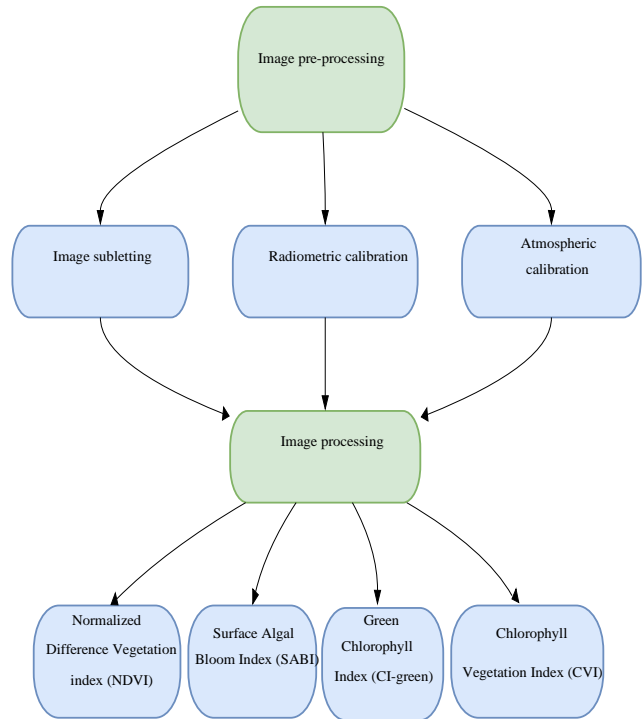 Image pre-processing
Image subletting
Radiometric calibration
Atmospheric
calibration
Image processing
Normalized
Difference Vegetation
index (NDVI)
Surface Algal
Bloom Index (SABI)
Green
Chlorophyll
Index (CI-green)
Chlorophyll
Vegetation Index (CVI)